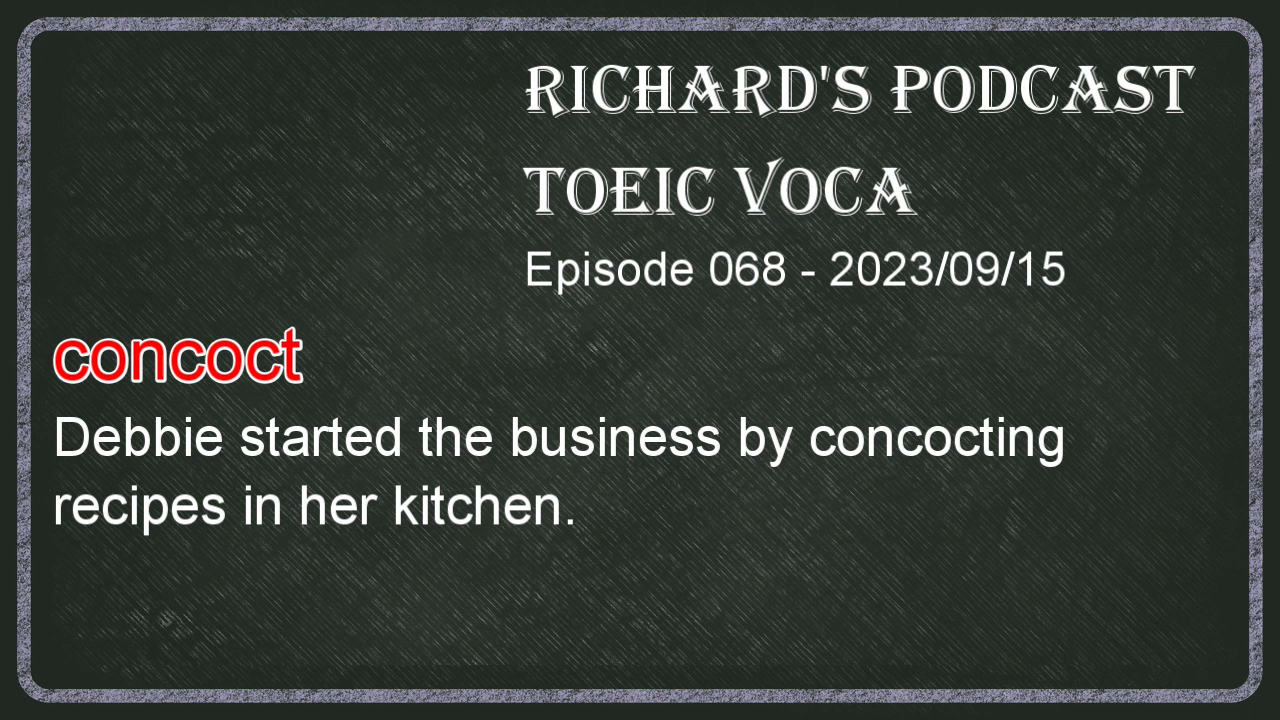 RICHARD'S PODCAST
TOEIC VOCA
Episode 068 - 2023/09/15
concoct
Debbie started the business by concocting
recipes in her kitchen.